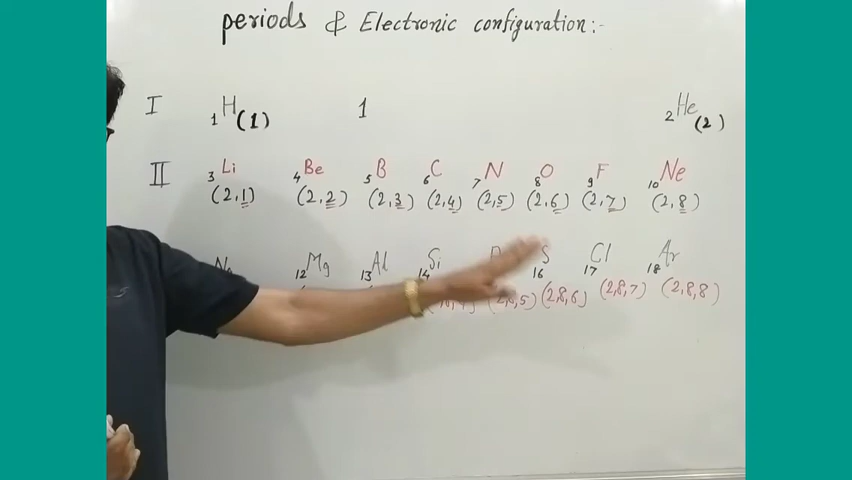 periods & Electronic configuration:-
I 1H (1) 1 2He (2)
II 3Li 4Be 5B 6C 7N 8O 9F 10Ne
(2,1) (2,2) (2,3) (2,4) (2,5) (2,6) (2,7) (2,8)
12Mg 13Al 14Si S 16 Cl 17 18Ar
(2,8,6) (2,8,7) (2,8,8)